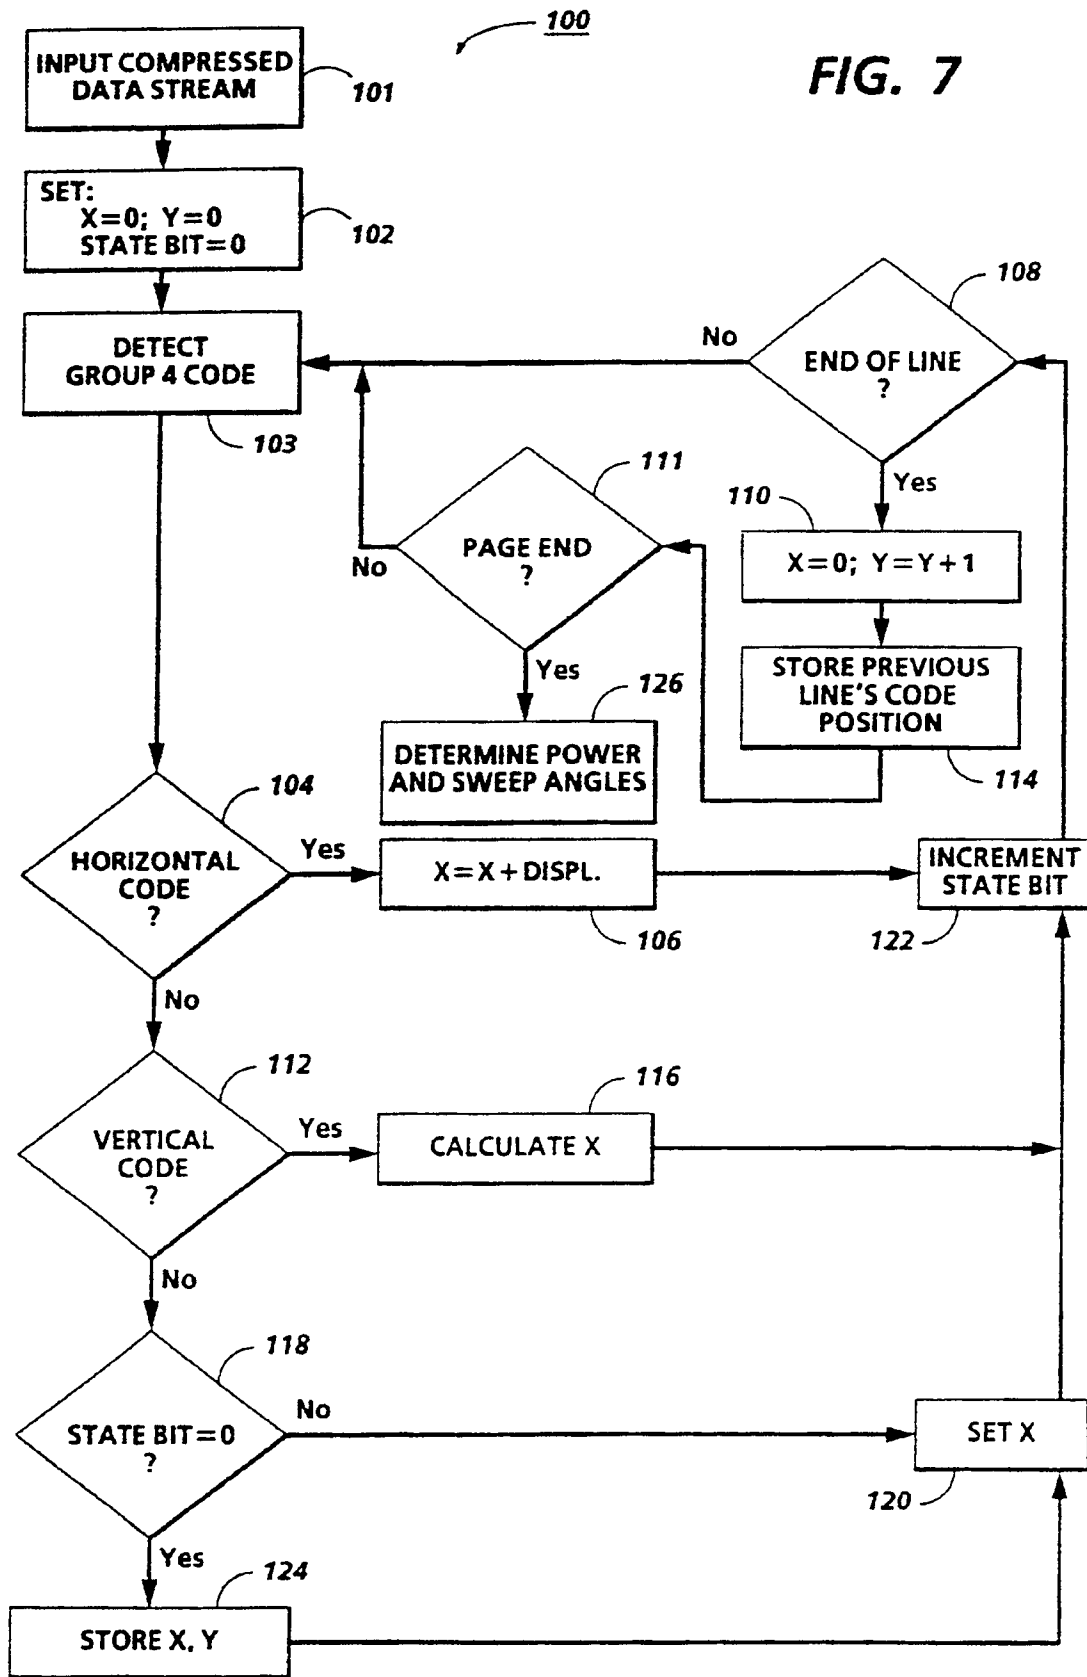 100
FIG. 7
INPUT COMPRESSED
DATA STREAM
101
SET:
X=0; Y=0
STATE BIT=0
102
DETECT
GROUP 4 CODE
103
108
END OF LINE
?
No
Yes
110
X=0; Y=Y+1
STORE PREVIOUS
LINE'S CODE
POSITION
114
111
PAGE END
?
No
Yes
126
DETERMINE POWER
AND SWEEP ANGLES
104
HORIZONTAL
CODE
?
Yes
X=X+DISPL.
106
INCREMENT
STATE BIT
122
No
112
VERTICAL
CODE
?
Yes
116
CALCULATE X
No
118
STATE BIT=0
?
No
SET X
120
Yes
124
STORE X, Y